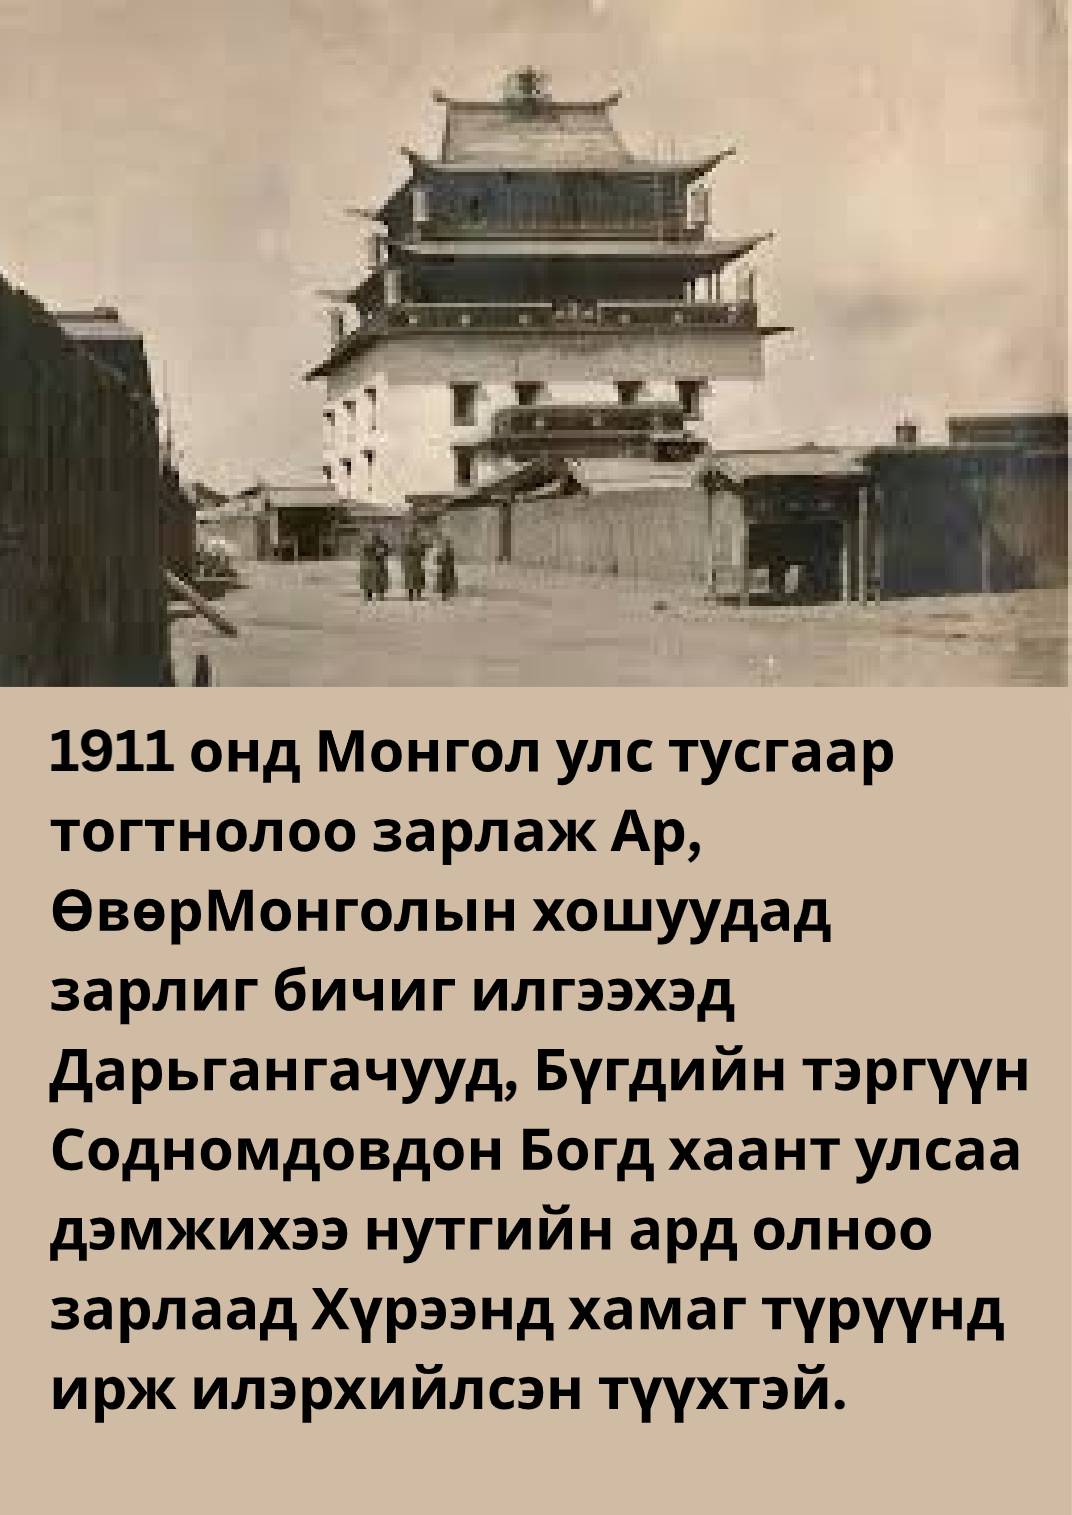 1911 онд Монгол улс тусгаар
тогтнолоо зарлаж Ар,
ӨвөрМонголын хошуудад
зарлиг бичиг илгээхэд
Дарьгангачууд, Бүгдийн тэргүүн
Содномдовдон Богд хаант улсаа
дэмжихээ нутгийн ард олноо
зарлаад Хүрээнд хамаг түрүүнд
ирж илэрхийлсэн түүхтэй.